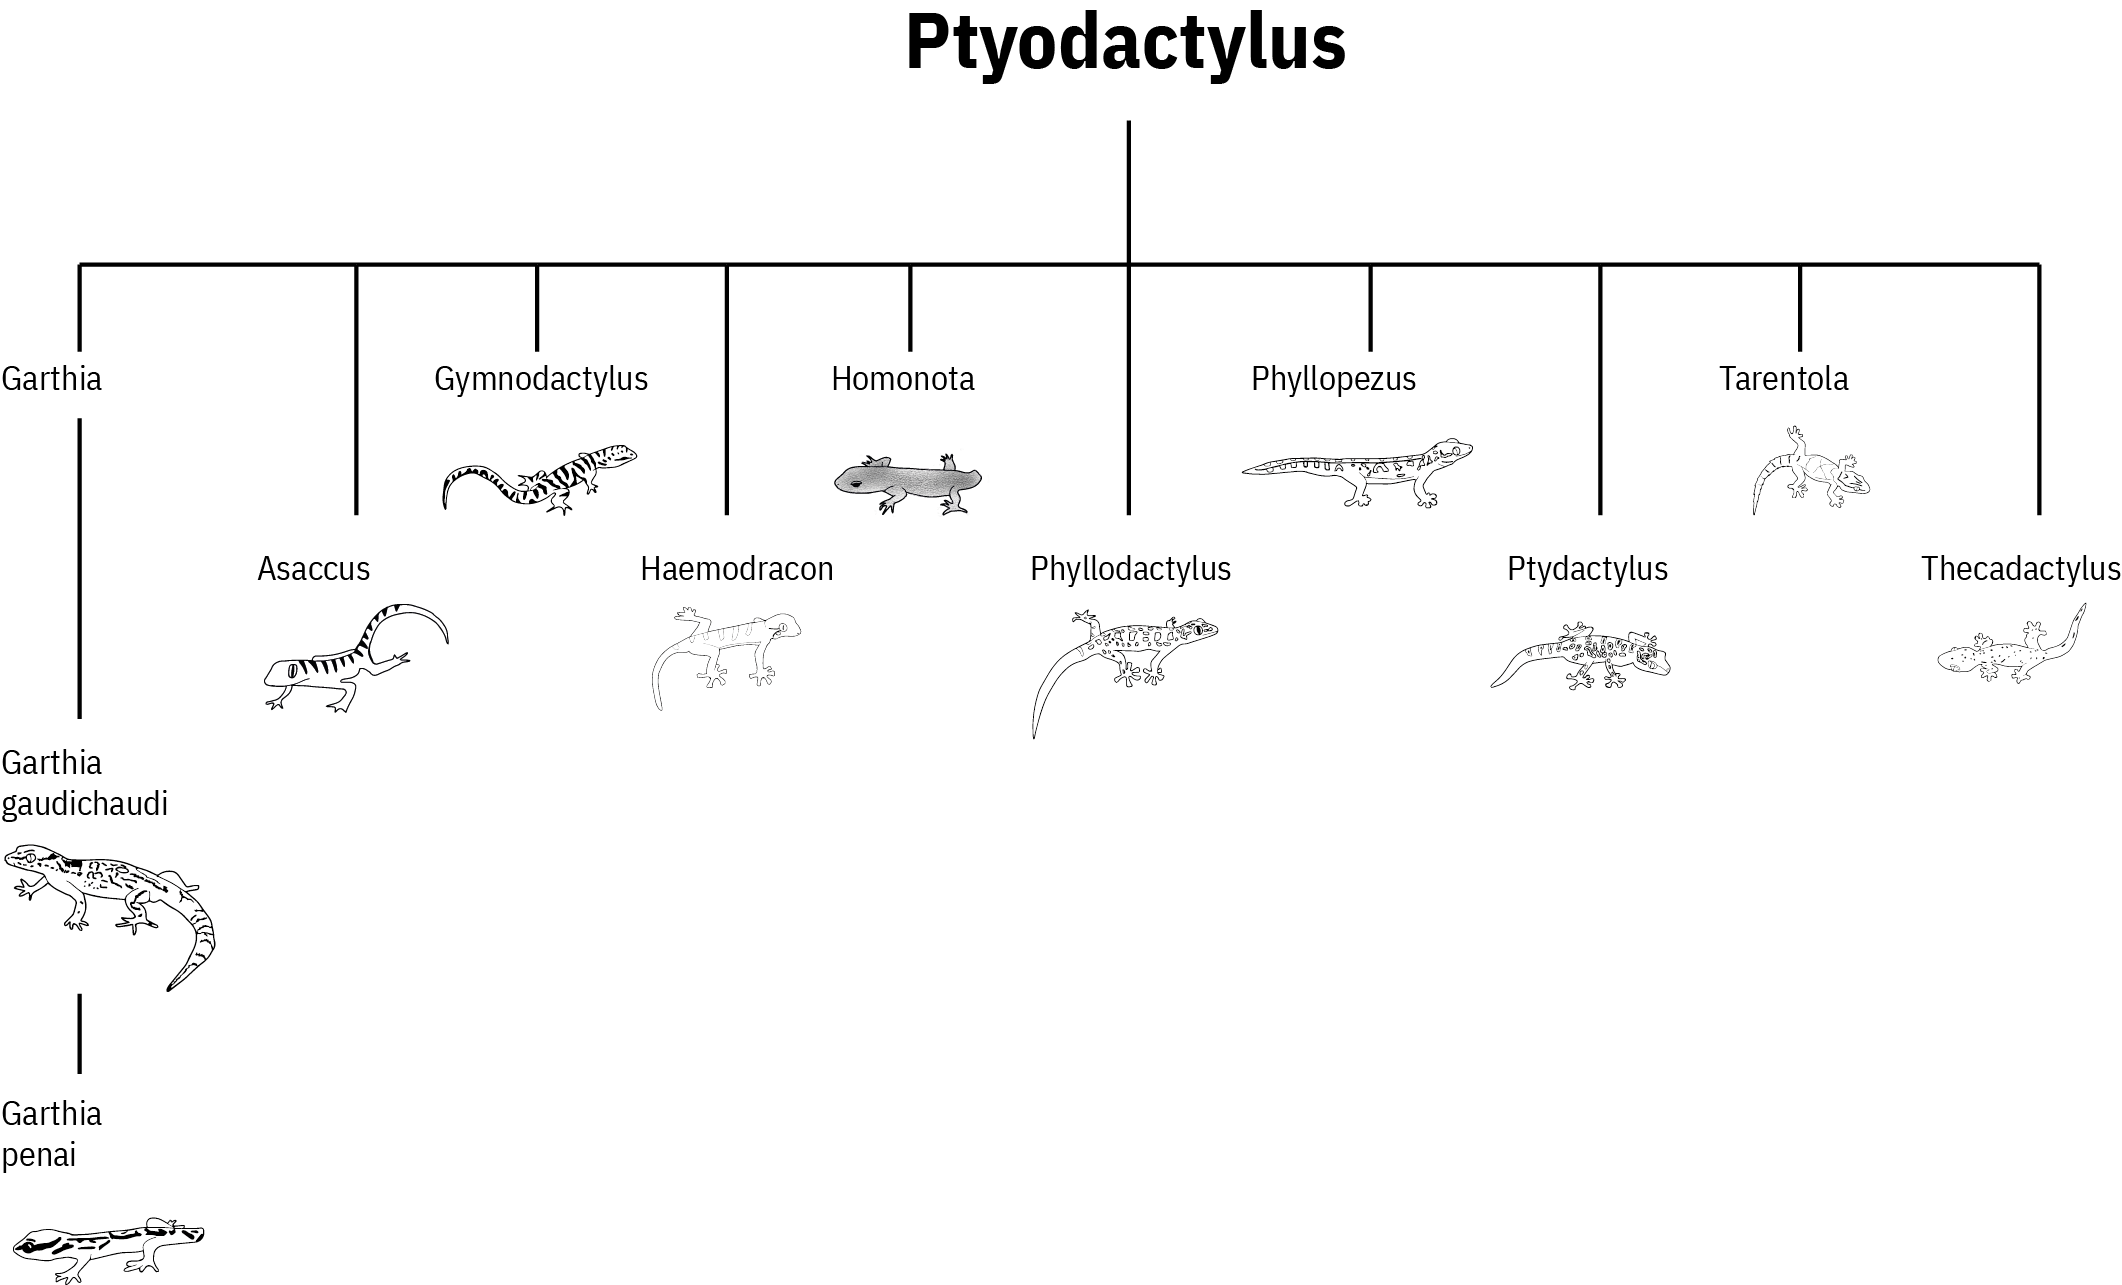 Ptyodactylus
Garthia
Gymnodactylus
Homonota
Phyllopezus
Tarentola
Asaccus
Haemodracon
Phyllodactylus
Ptydactylus
Thecadactylus
Garthia
gaudichaudi
Garthia
penai